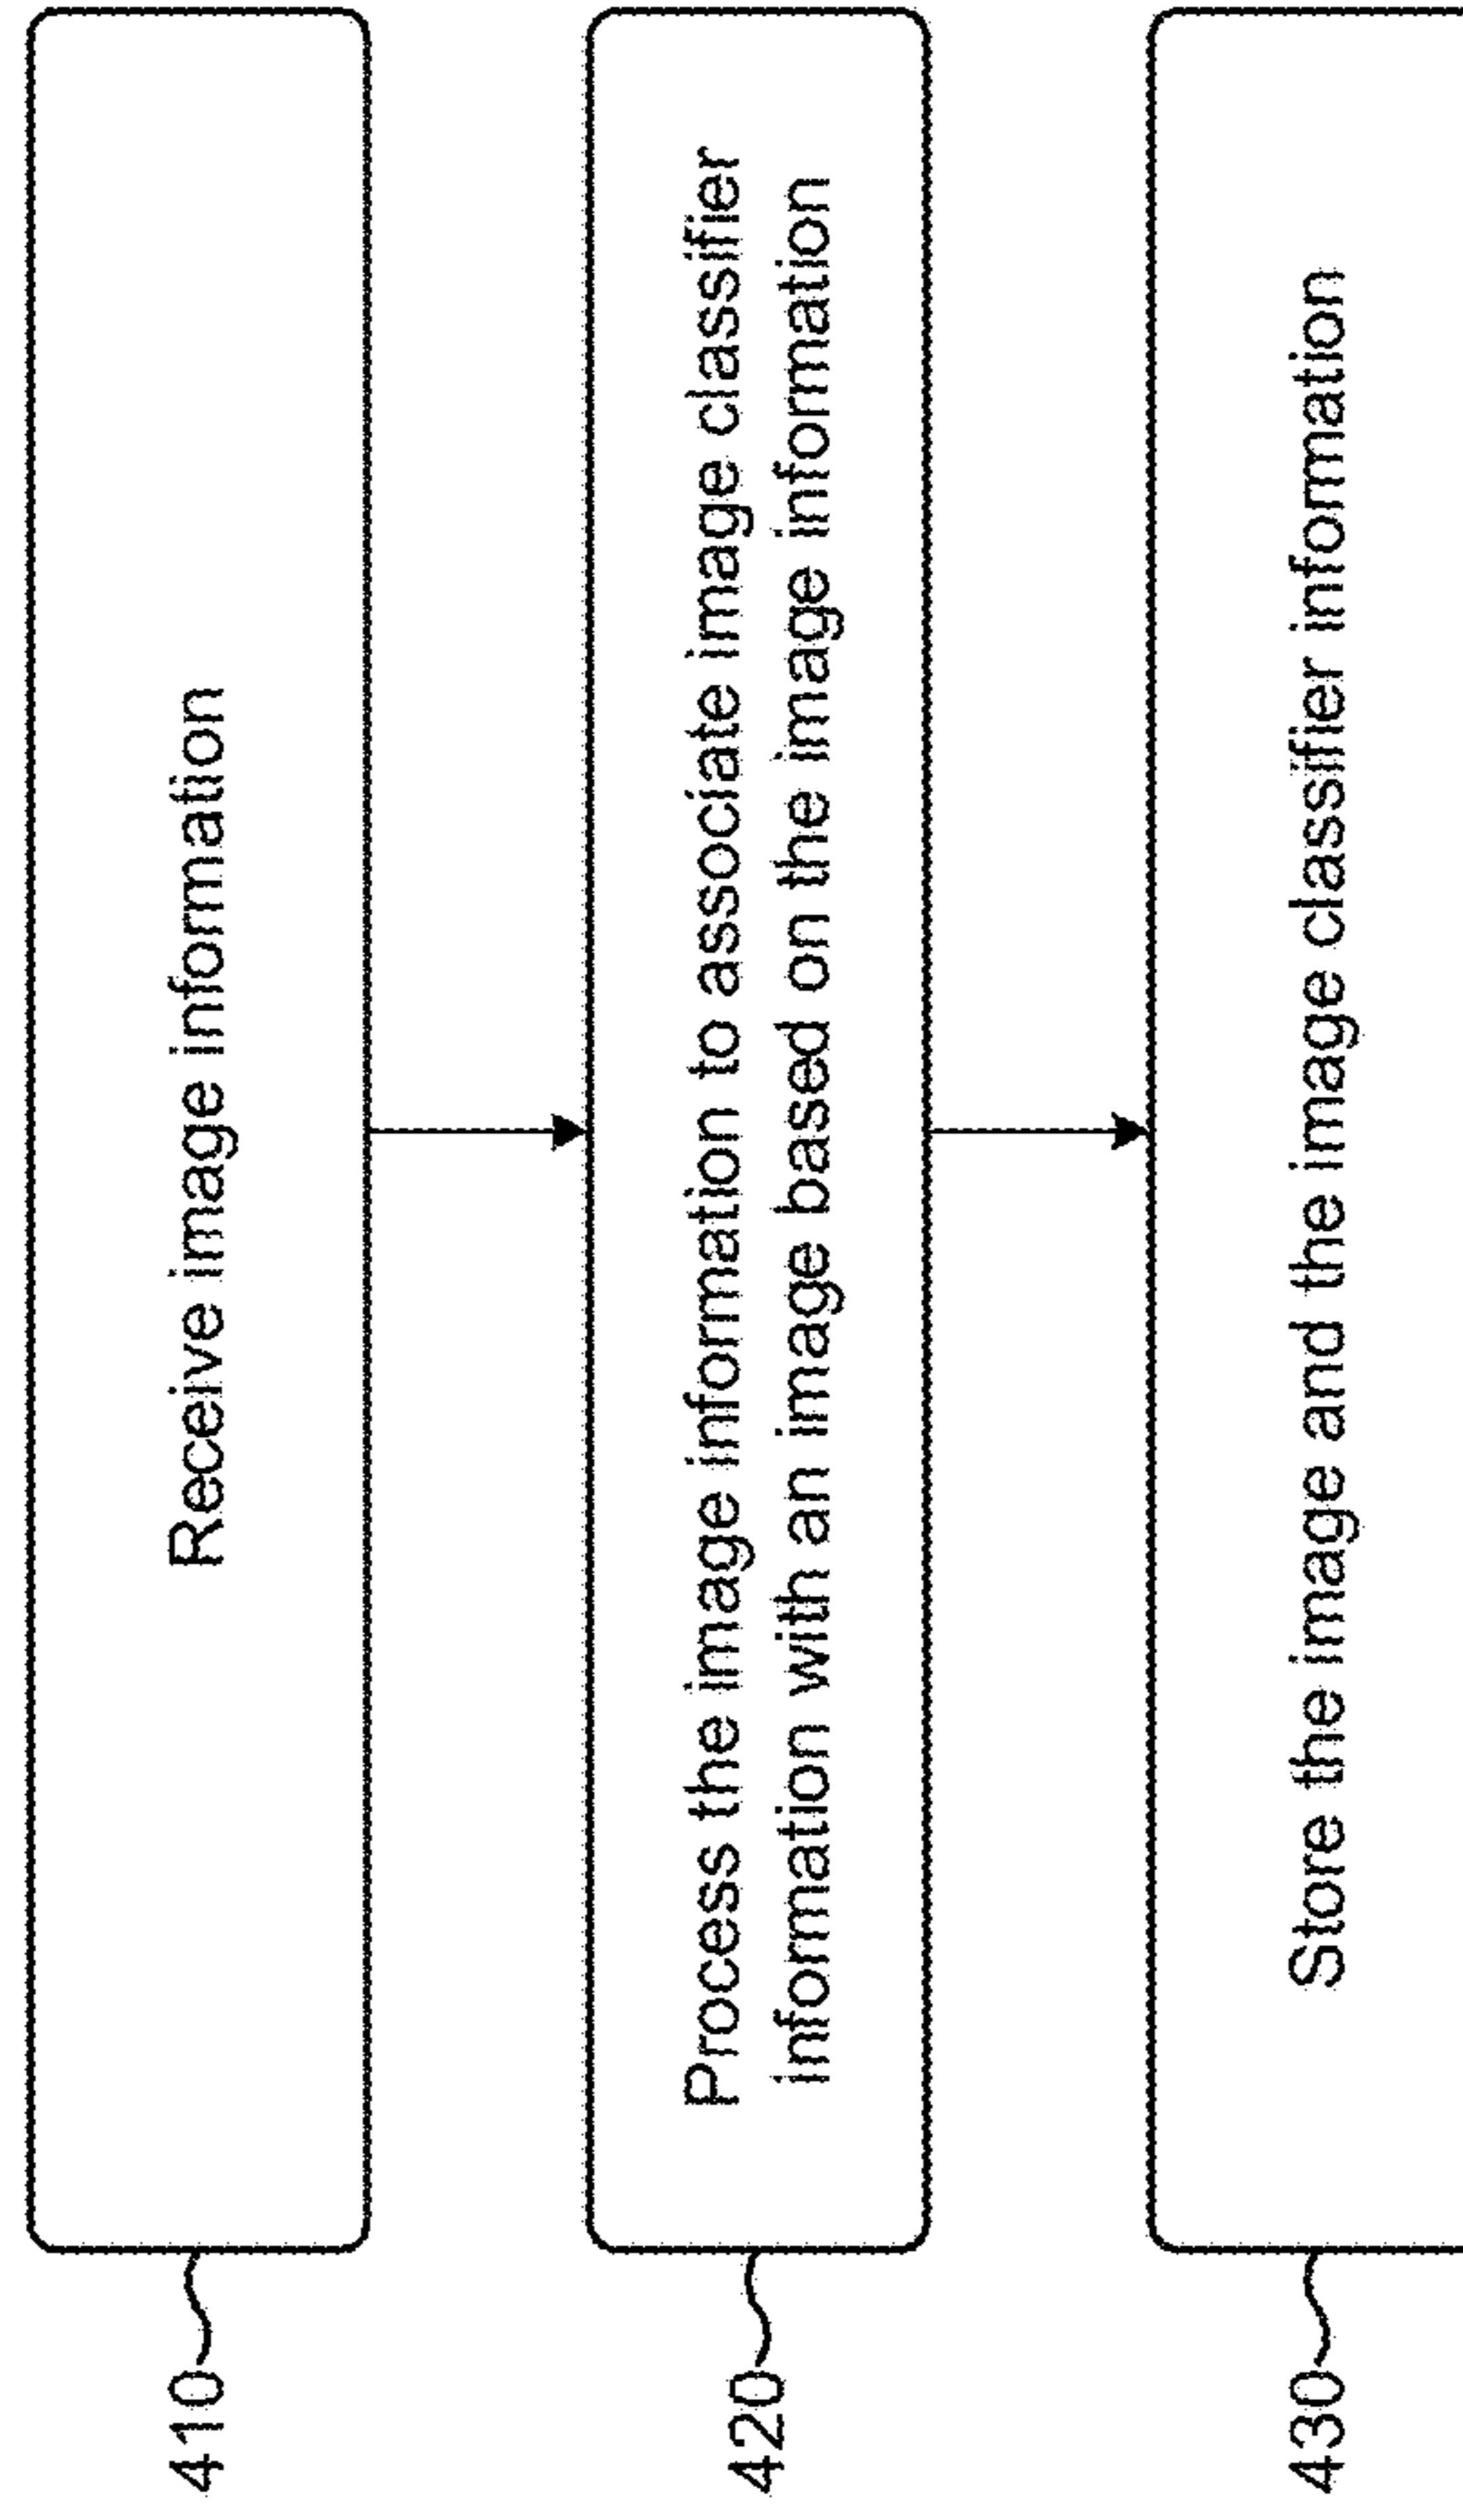 410
Receive image information
420
Process the image information to associate image classifier
information with an image based on the image information
430
Store the image and the image classifier information